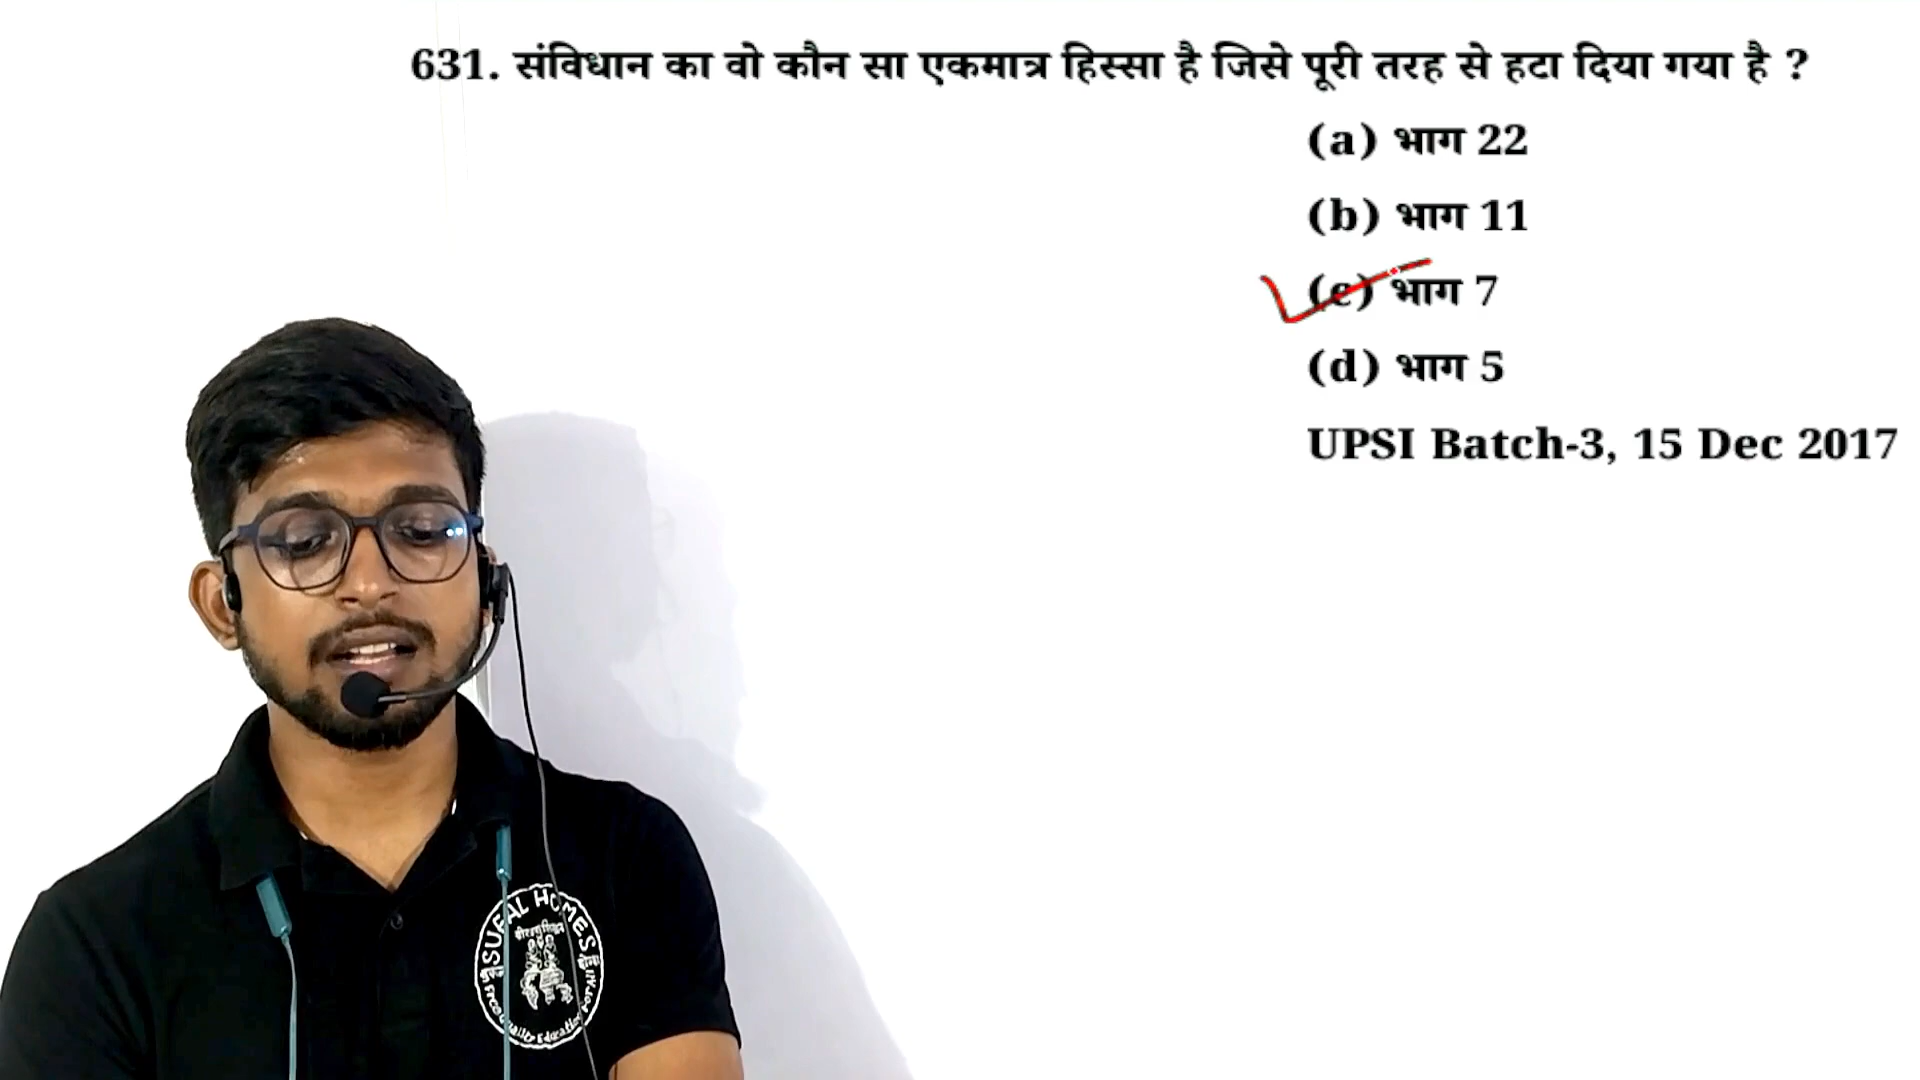 631. संविधान का वो कौन सा एकमात्र हिस्सा है जिसे पूरी तरह से हटा दिया गया है ?
(a) भाग 22
(b) भाग 11
(c) भाग 7
(d) भाग 5
UPSI Batch-3, 15 Dec 2017